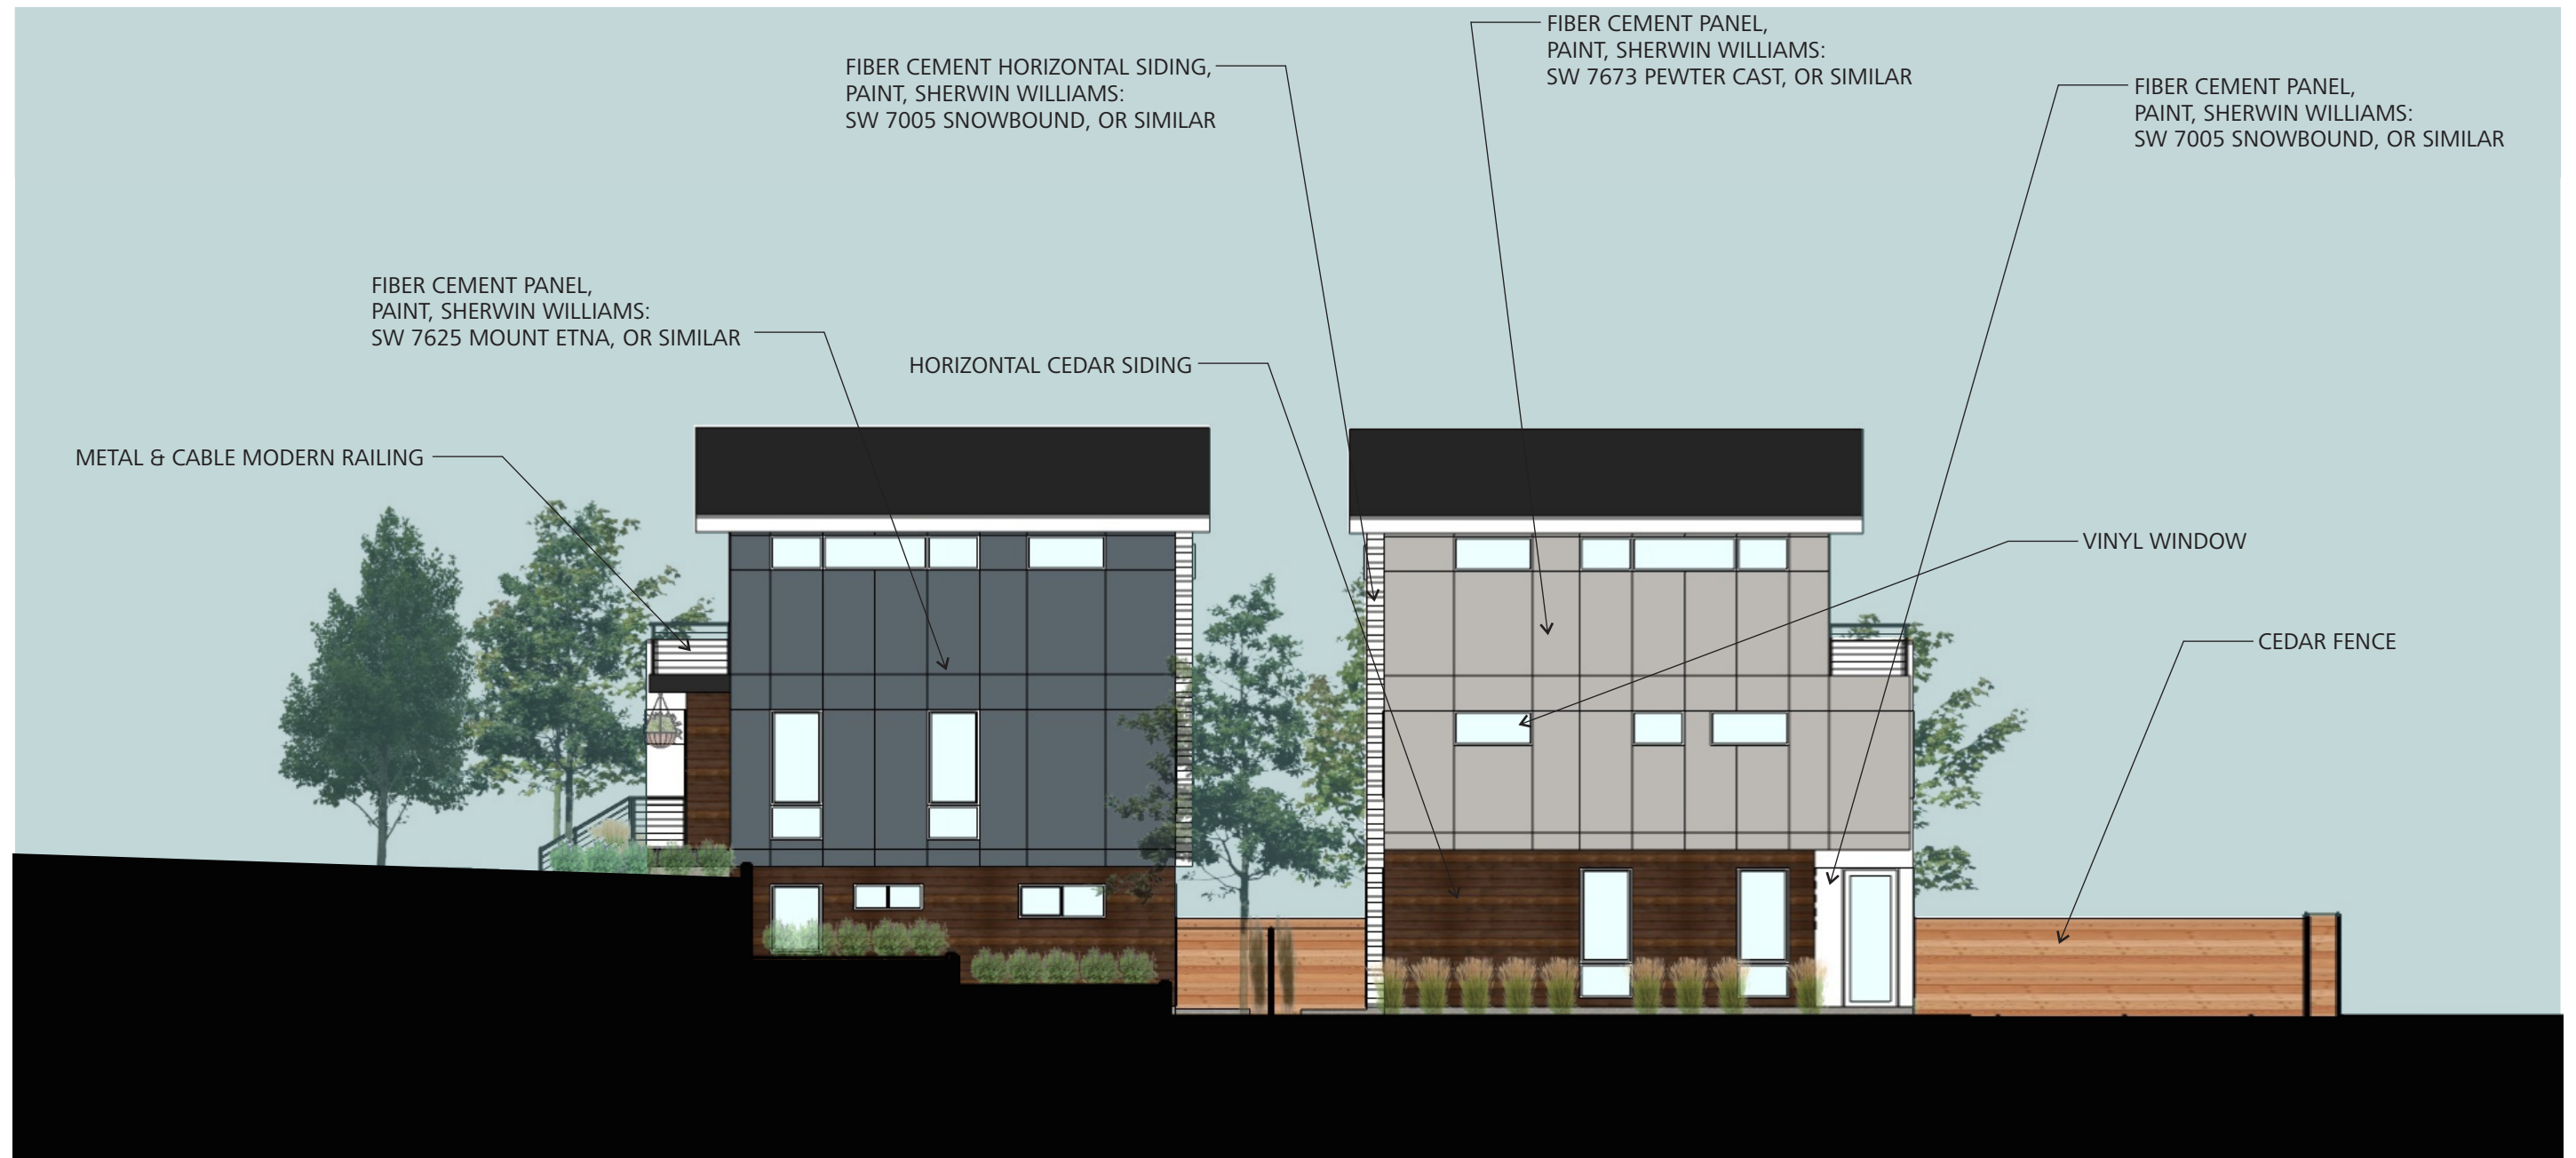 FIBER CEMENT PANEL,
PAINT, SHERWIN WILLIAMS:
SW 7673 PEWTER CAST, OR SIMILAR
FIBER CEMENT HORIZONTAL SIDING,
PAINT, SHERWIN WILLIAMS:
SW 7005 SNOWBOUND, OR SIMILAR
FIBER CEMENT PANEL,
PAINT, SHERWIN WILLIAMS:
SW 7005 SNOWBOUND, OR SIMILAR
FIBER CEMENT PANEL,
PAINT, SHERWIN WILLIAMS:
SW 7625 MOUNT ETNA, OR SIMILAR
HORIZONTAL CEDAR SIDING
METAL & CABLE MODERN RAILING
VINYL WINDOW
CEDAR FENCE